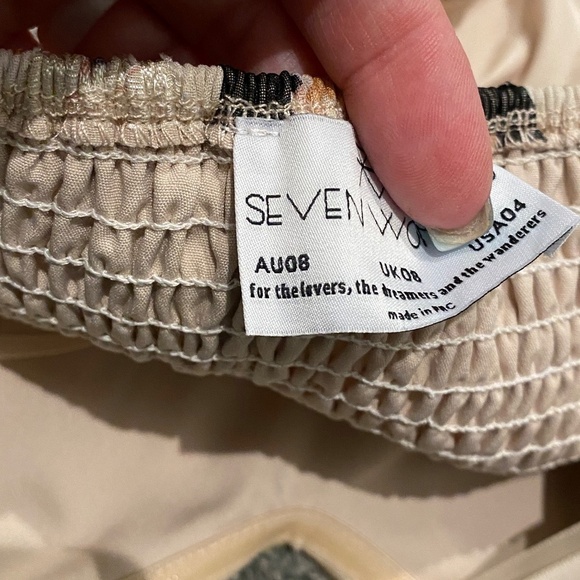 SEVEN
AU08 UK08 USA04
for the lovers, the dreamers and the wanderers
made in PRC